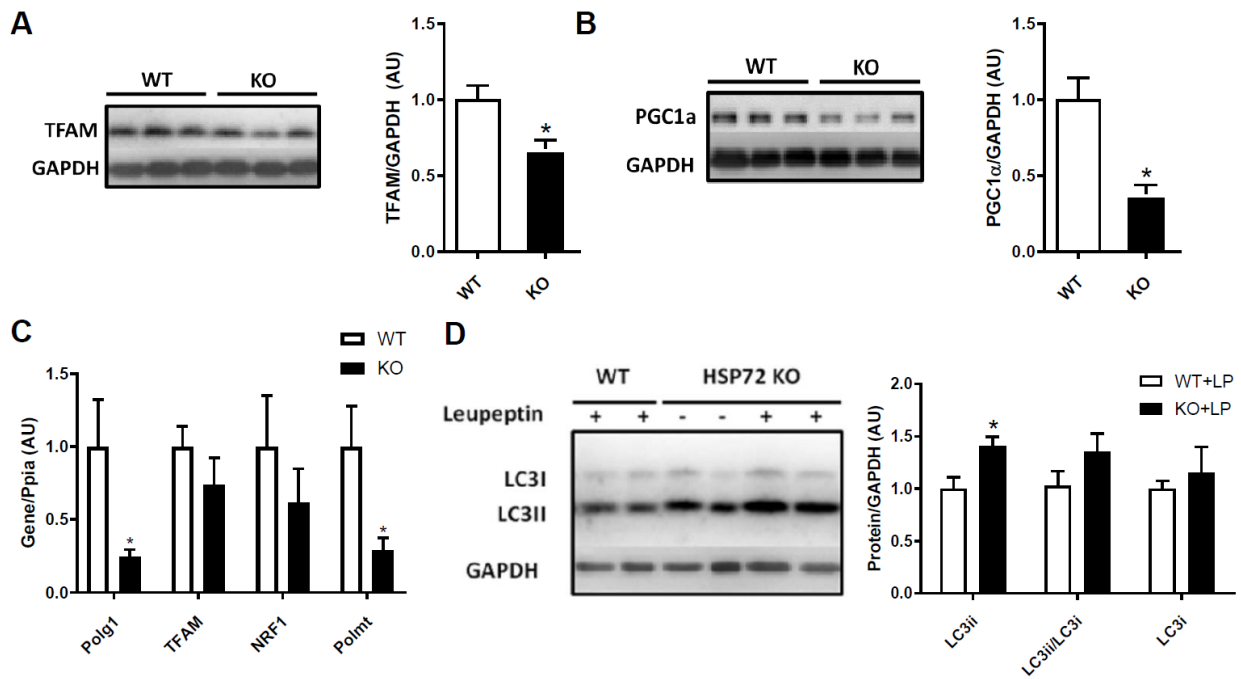 A
WT KO
TFAM
GAPDH
TFAM/GAPDH (AU)
1.5
1.0
0.5
0.0
*
WT
KO
B
WT KO
PGC1a
GAPDH
PGC1α/GAPDH (AU)
1.5
1.0
0.5
0.0
*
WT
KO
C
WT
KO
Gene/Ppia (AU)
1.5
1.0
0.5
0.00
*
*
Polg1
TFAM
NRF1
Polmt
D
WT HSP72 KO
Leupeptin + + - - + +
LC3I
LC3II
GAPDH
WT+LP
KO+LP
Protein/GAPDH (AU)
2.0
1.5
1.0
0.5
0.0
*
LC3ii
LC3ii/LC3i
LC3i